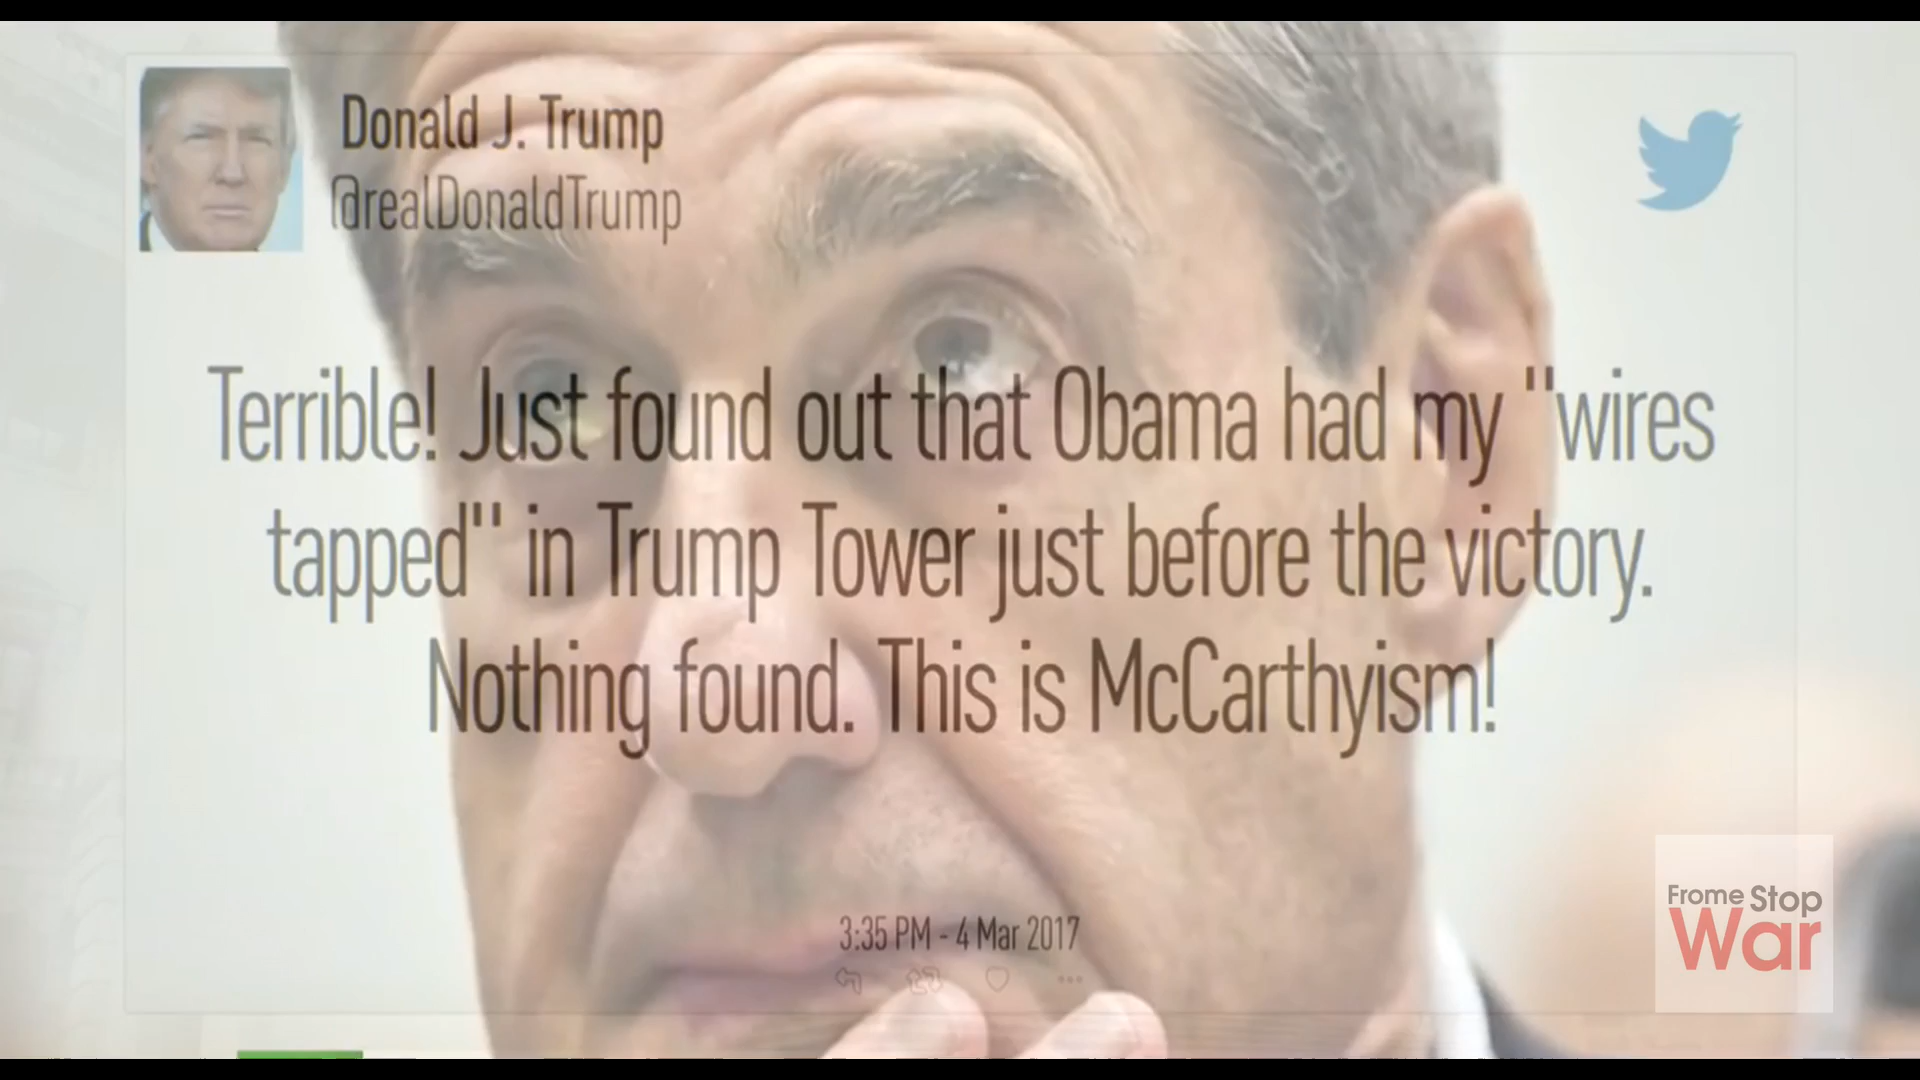 Donald J. Trump
@realDonaldTrump
Terrible! Just found out that Obama had my "wires
tapped" in Trump Tower just before the victory.
Nothing found. This is McCarthyism!
3:35 PM - 4 Mar 2017
Frome Stop
War